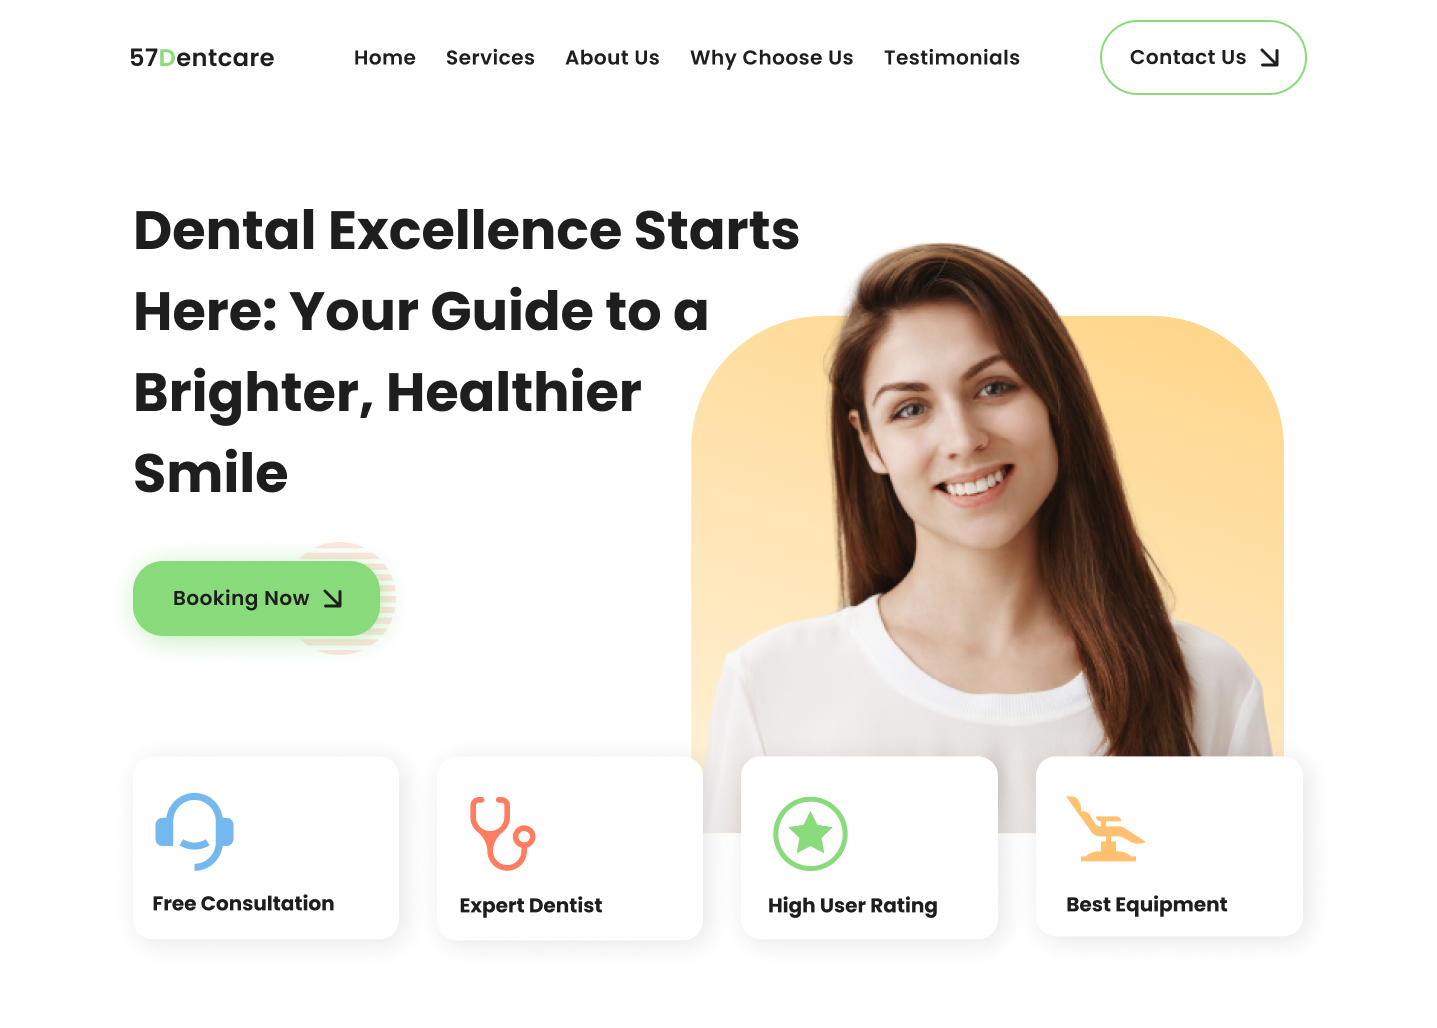 57Dentcare
Home
Services
About Us
Why Choose Us
Testimonials
Contact Us
Dental Excellence Starts
Here: Your Guide to a
Brighter, Healthier
Smile
Booking Now
Free Consultation
Expert Dentist
High User Rating
Best Equipment